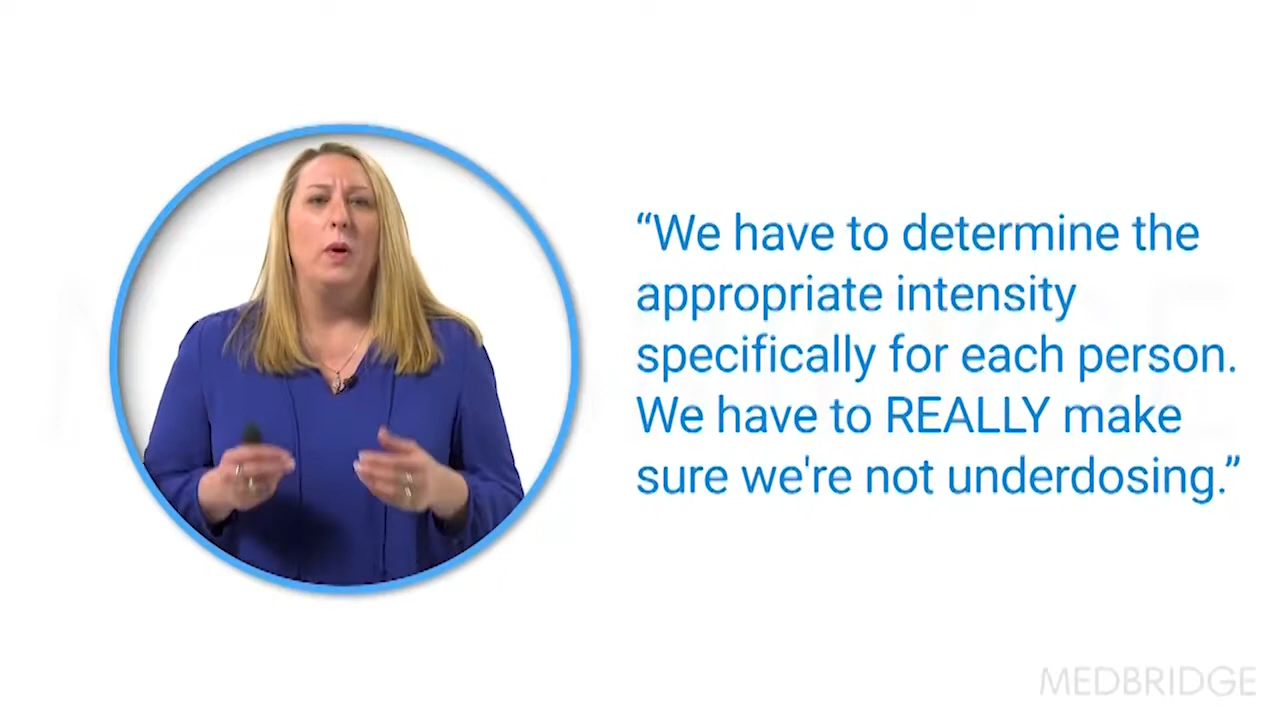 “We have to determine the
appropriate intensity
specifically for each person.
We have to REALLY make
sure we're not underdosing.”
MEDBRIDGE